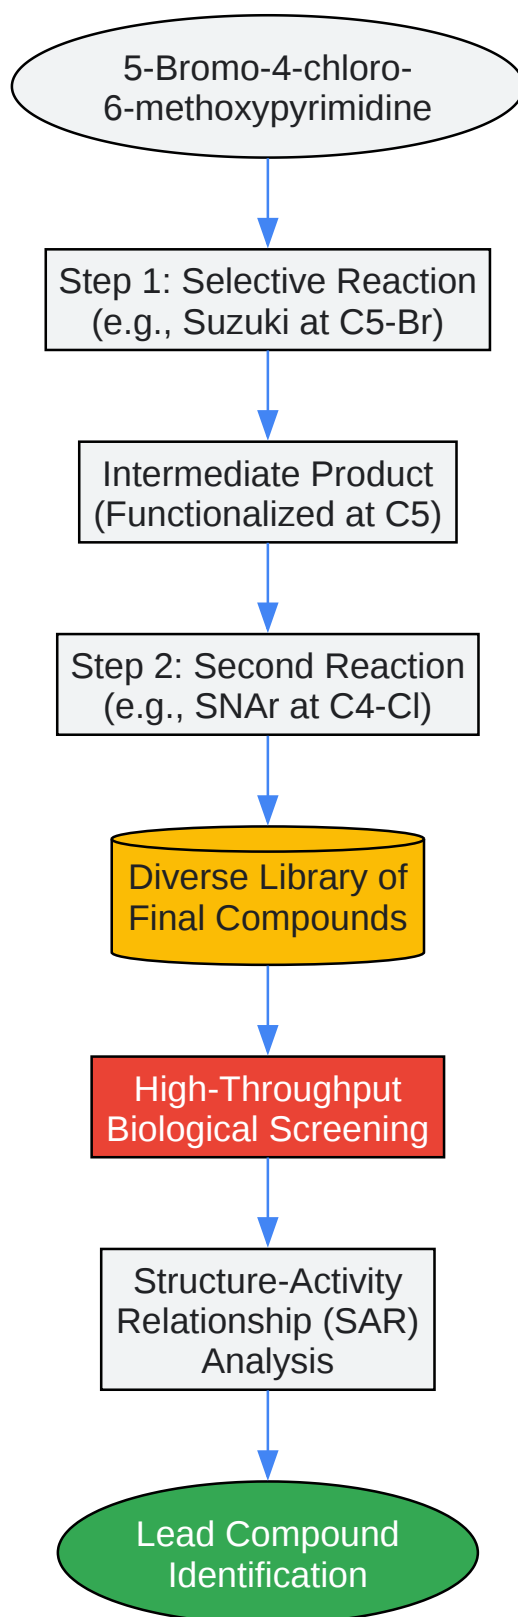 5-Bromo-4-chloro-
6-methoxypyrimidine
Step 1: Selective Reaction
(e.g., Suzuki at C5-Br)
Intermediate Product
(Functionalized at C5)
Step 2: Second Reaction
(e.g., SNAr at C4-Cl)
Diverse Library of
Final Compounds
High-Throughput
Biological Screening
Structure-Activity
Relationship (SAR)
Analysis
Lead Compound
Identification